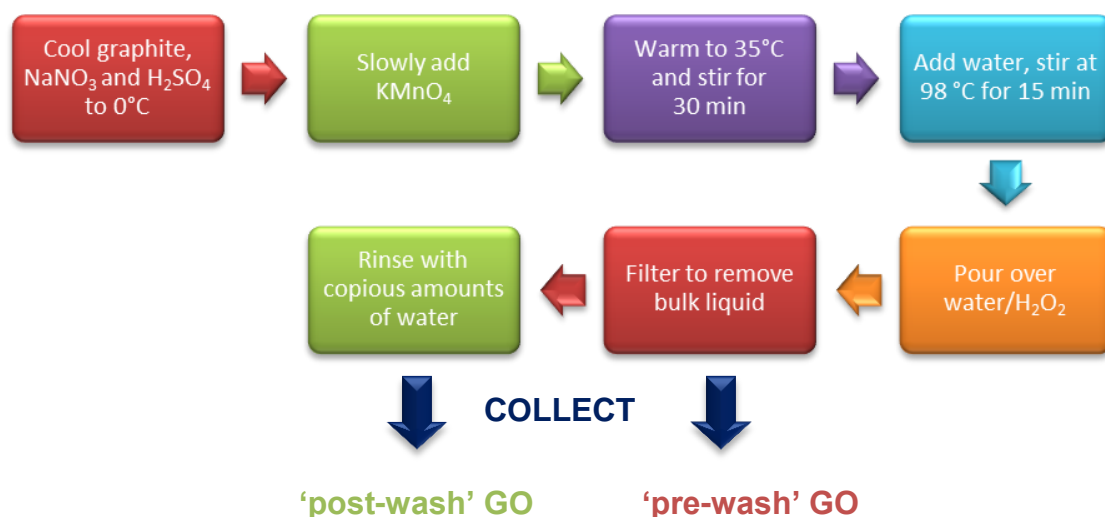 Cool graphite,
NaNO₃ and H₂SO₄
to 0°C
Slowly add
KMnO₄
Warm to 35°C
and stir for
30 min
Add water, stir at
98 °C for 15 min
Pour over
water/H₂O₂
Filter to remove
bulk liquid
Rinse with
copious amounts
of water
COLLECT
‘post-wash’ GO
‘pre-wash’ GO